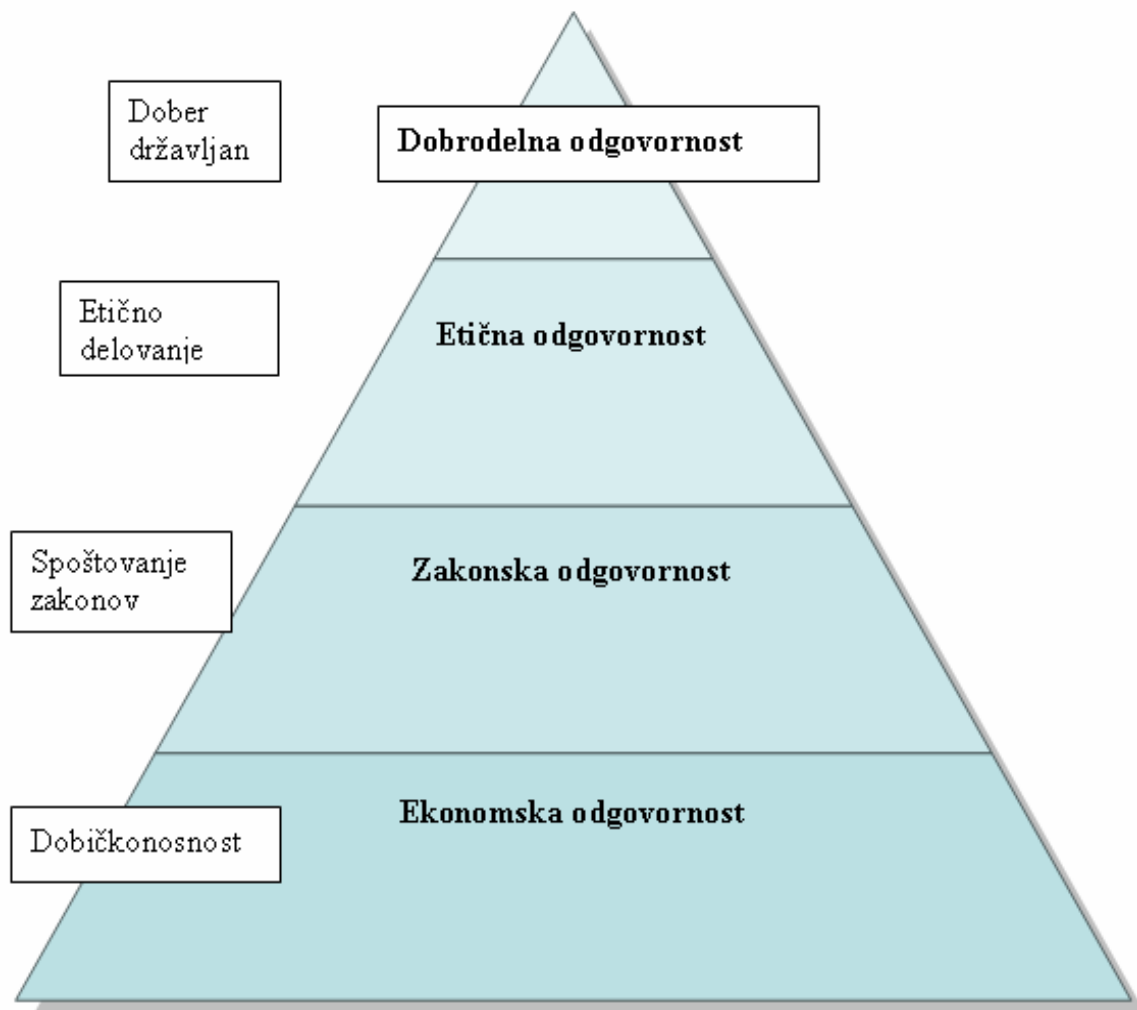 Dober
državljan
Dobrodelna odgovornost
Etično
delovanje
Etična odgovornost
Spoštovanje
zakonov
Zakonska odgovornost
Dobičkonosnost
Ekonomska odgovornost